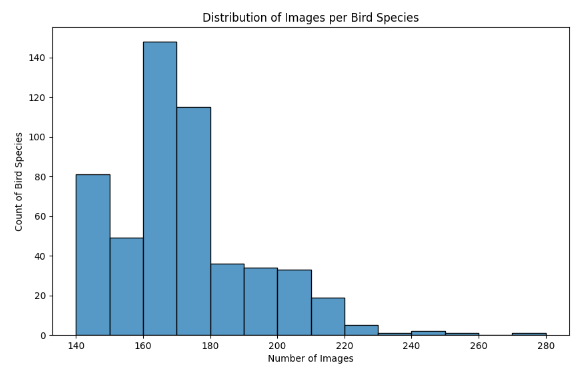 Distribution of Images per Bird Species
140
120
100
80
60
40
20
0
Count of Bird Species
140 160 180 200 220 240 260 280
Number of Images